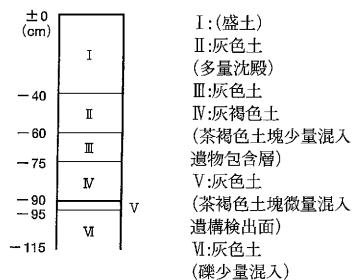 ±0
(cm)
Ⅰ
−40
Ⅱ
−60
Ⅲ
−75
Ⅳ
−90
−95
Ⅴ
Ⅵ
−115
Ⅰ:(盛土)
Ⅱ:灰色土
(多量沈殿)
Ⅲ:灰色土
Ⅳ:灰褐色土
(茶褐色土塊少量混入
遺物包含層)
Ⅴ:灰色土
(茶褐色土塊微量混入
遺構検出面)
Ⅵ:灰色土
(礫少量混入)